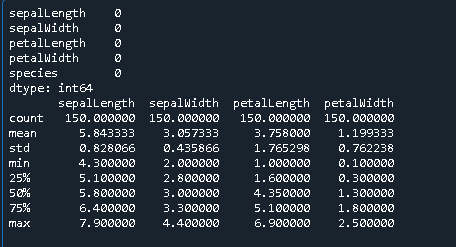 sepalLength    0
sepalWidth     0
petalLength    0
petalWidth     0
species        0
dtype: int64
       sepalLength  sepalWidth  petalLength  petalWidth
count   150.000000  150.000000   150.000000  150.000000
mean      5.843333    3.057333     3.758000    1.199333
std       0.828066    0.435866     1.765298    0.762238
min       4.300000    2.000000     1.000000    0.100000
25%       5.100000    2.800000     1.600000    0.300000
50%       5.800000    3.000000     4.350000    1.300000
75%       6.400000    3.300000     5.100000    1.800000
max       7.900000    4.400000     6.900000    2.500000